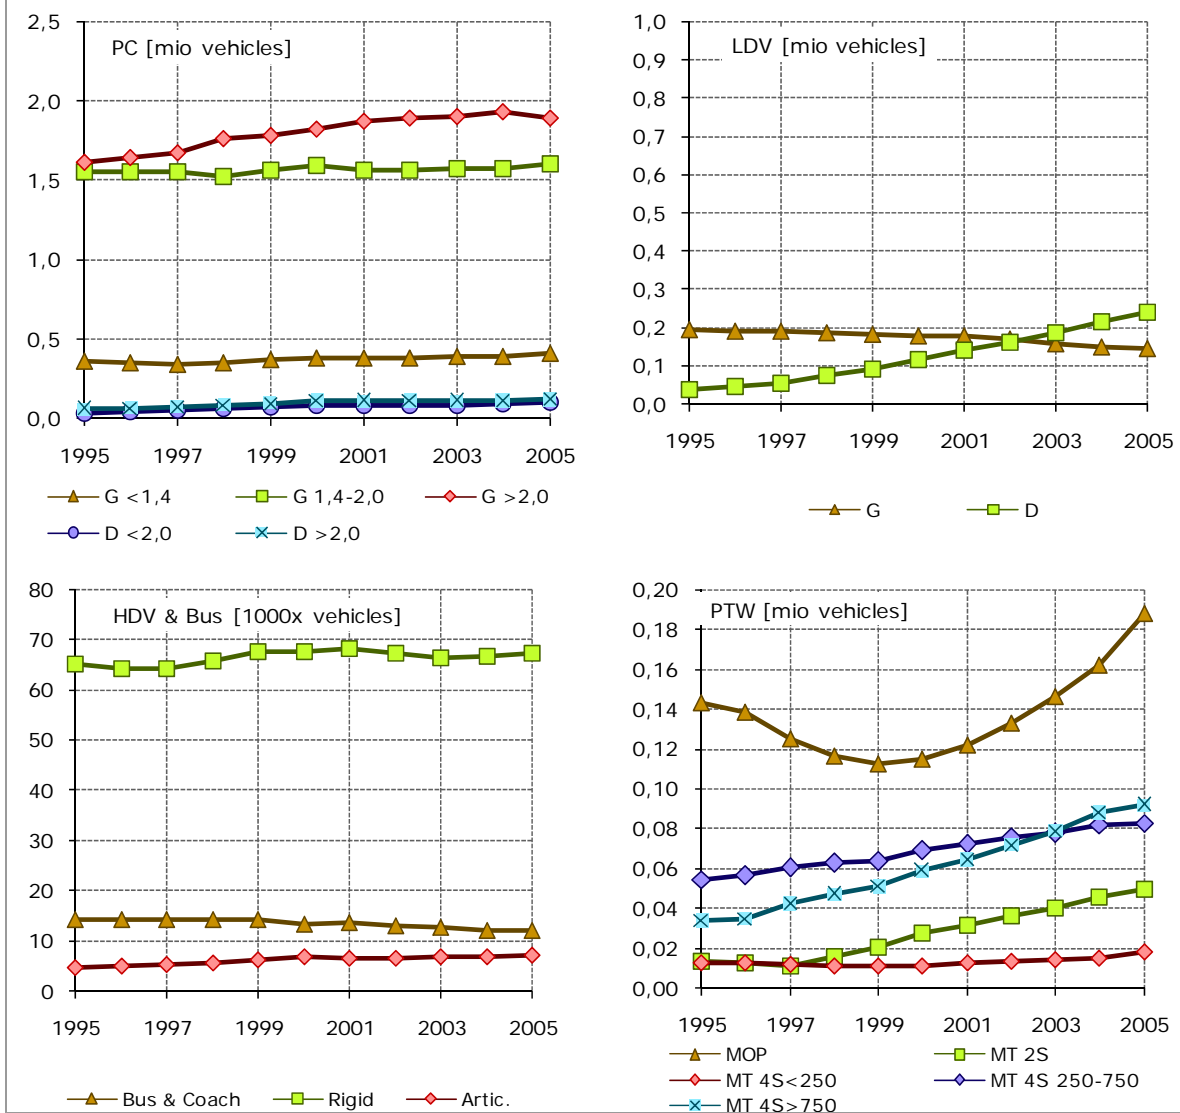 PC [mio vehicles]
2,5
2,0
1,5
1,0
0,5
0,0
1995 1997 1999 2001 2003 2005
G <1,4 G 1,4-2,0 G >2,0
D <2,0 D >2,0
LDV [mio vehicles]
1,0
0,9
0,8
0,7
0,6
0,5
0,4
0,3
0,2
0,1
0,0
1995 1997 1999 2001 2003 2005
G D
HDV & Bus [1000x vehicles]
80
70
60
50
40
30
20
10
0
1995 1997 1999 2001 2003 2005
Bus & Coach Rigid Artic.
PTW [mio vehicles]
0,20
0,18
0,16
0,14
0,12
0,10
0,08
0,06
0,04
0,02
0,00
1995 1997 1999 2001 2003 2005
MOP MT 2S
MT 4S<250 MT 4S 250-750
MT 4S>750